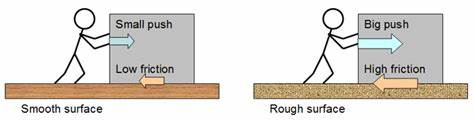 Small push
Low friction
Smooth surface
Big push
High friction
Rough surface